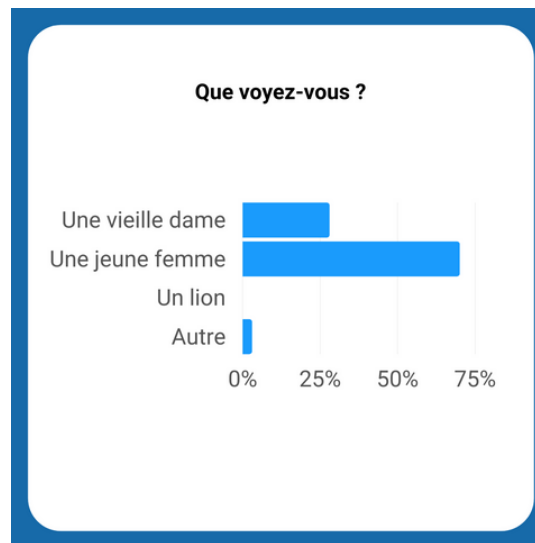 Que voyez-vous ?
Une vieille dame
Une jeune femme
Un lion
Autre
0% 25% 50% 75%